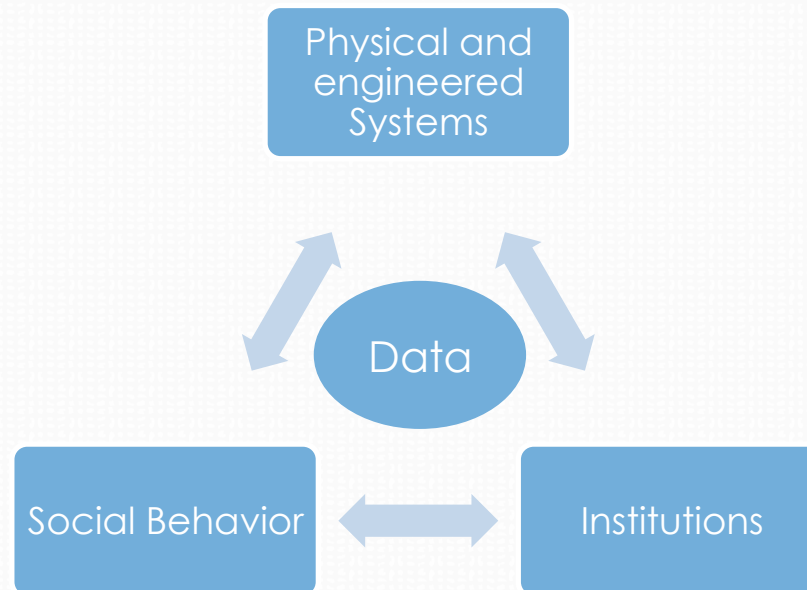 Physical and
engineered
Systems
Data
Social Behavior
Institutions